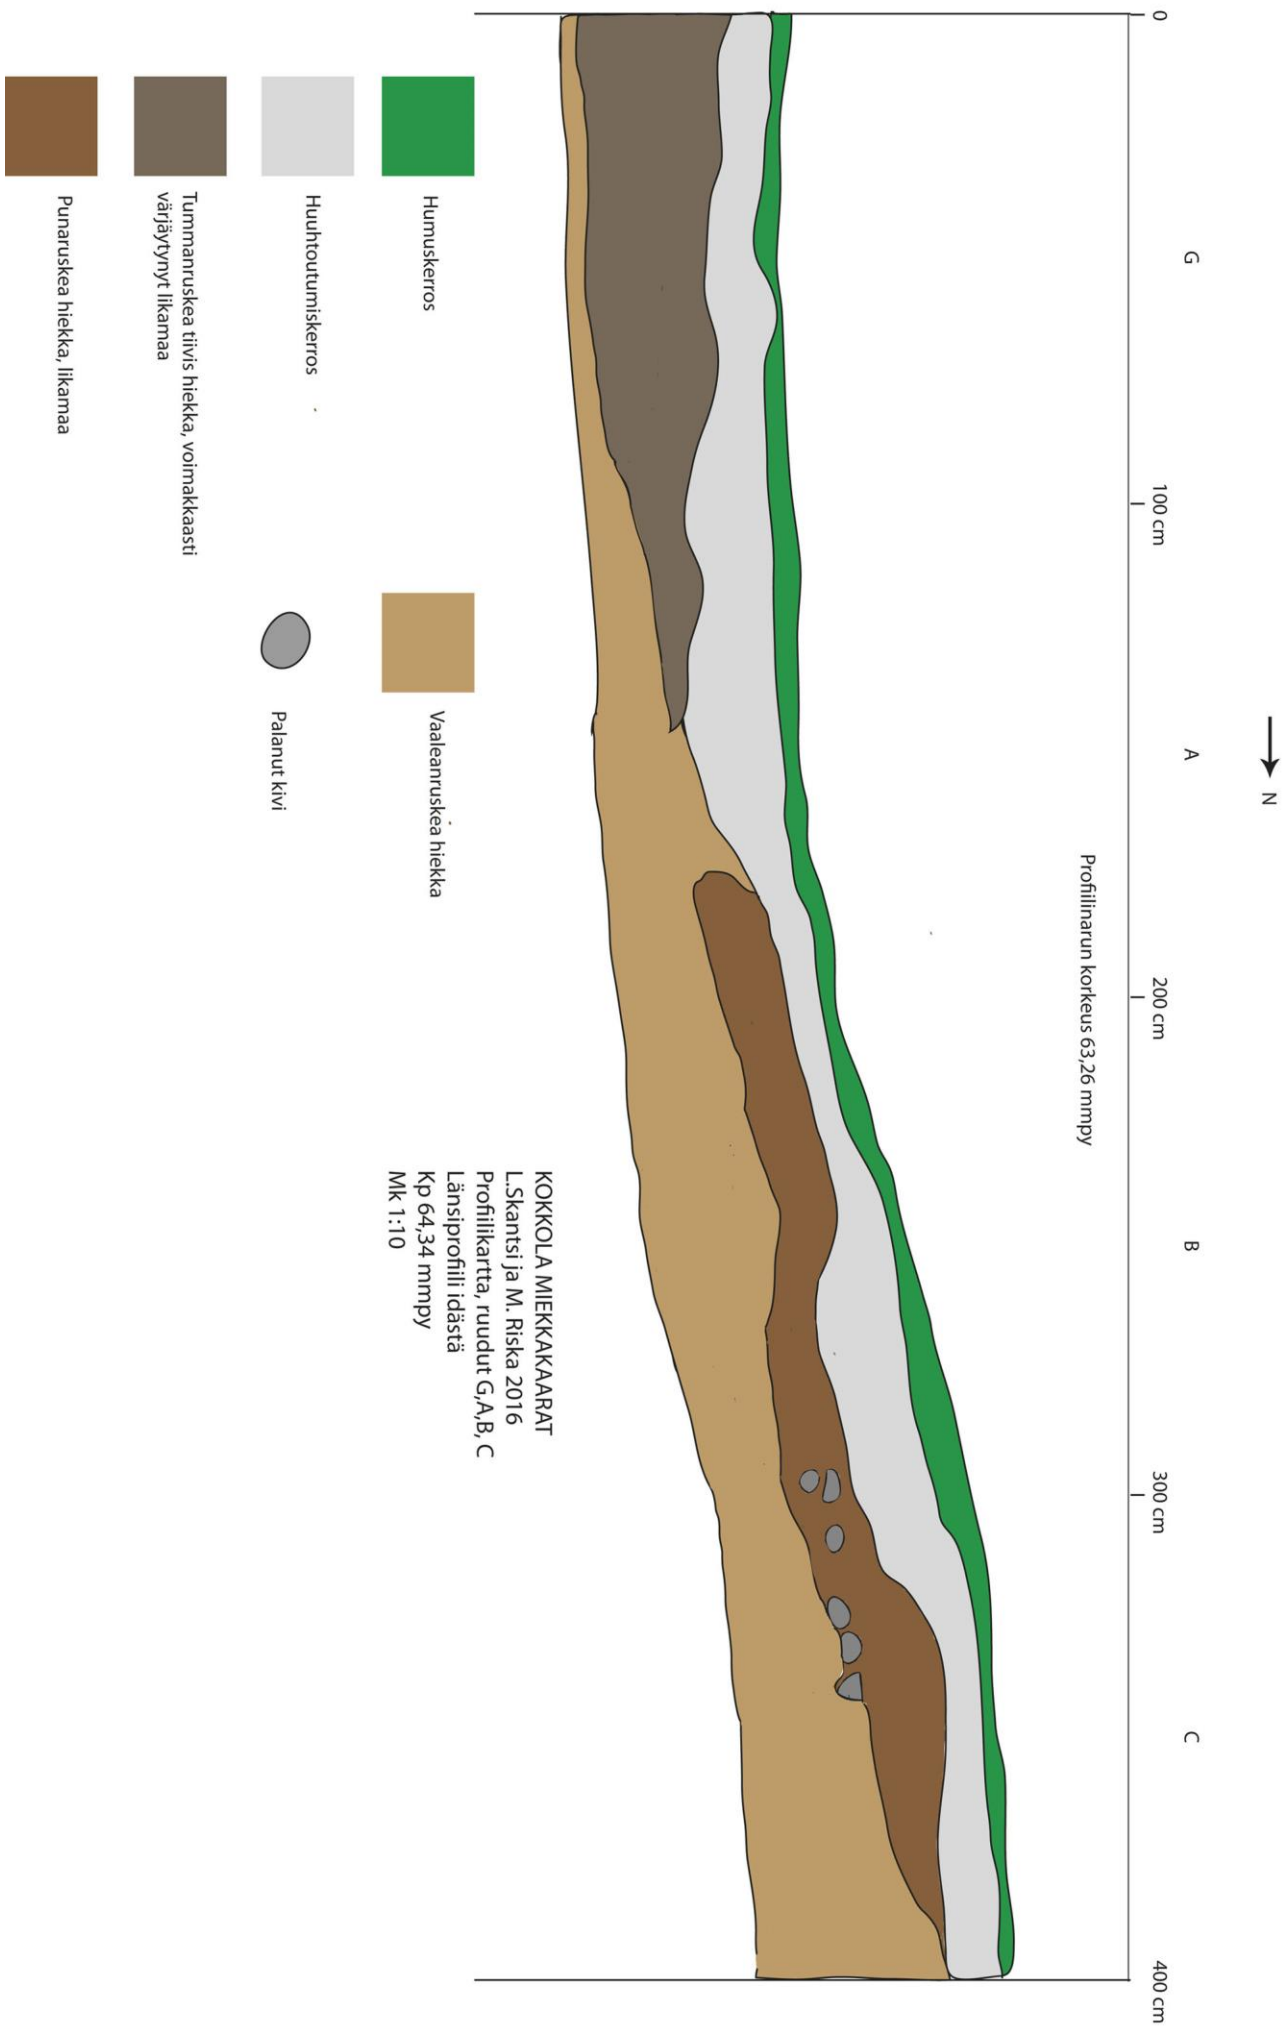 N
G
A
B
C
0
100 cm
200 cm
300 cm
400 cm
Profiilinarun korkeus 63,26 mmpy
KOKKOLA MIEKKAKAARAT
L.Skantsi ja M. Riska 2016
Profiilikartta, ruudut G,A,B, C
Länsiprofiili idästä
Kp 64,34 mmpy
Mk 1:10
Humuskerros
Huuhtoutumiskerros
Tummanruskea tiivis hiekka, voimakkaasti
värjäytynyt likamaa
Punaruskea hiekka, likamaa
Vaaleanruskea hiekka
Palanut kivi